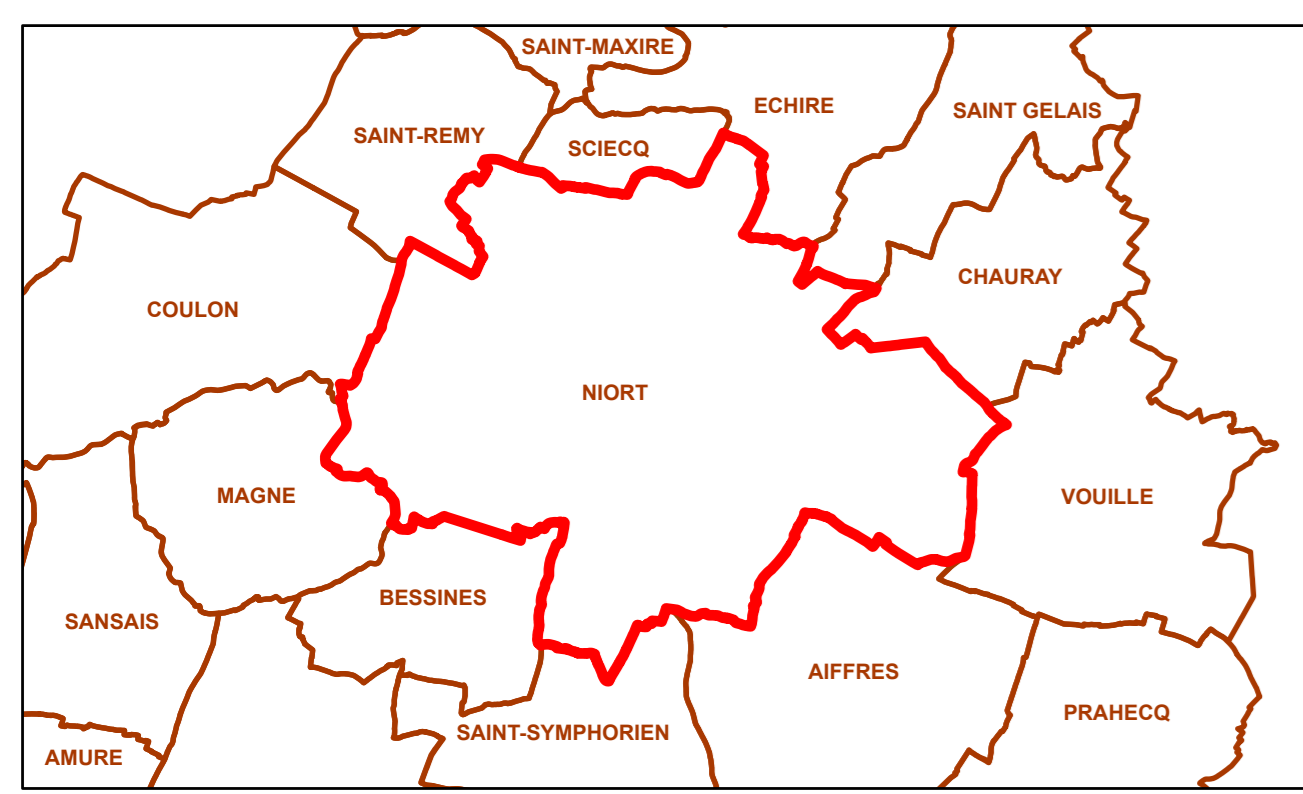 SAINT-MAXIRE
ECHIRE
SAINT GELAIS
SAINT-REMY
SCIECQ
CHAURAY
COULON
NIORT
MAGNE
VOUILLE
BESSINES
SANSAIS
AIFFRES
PRAHECQ
SAINT-SYMPHORIEN
AMURE